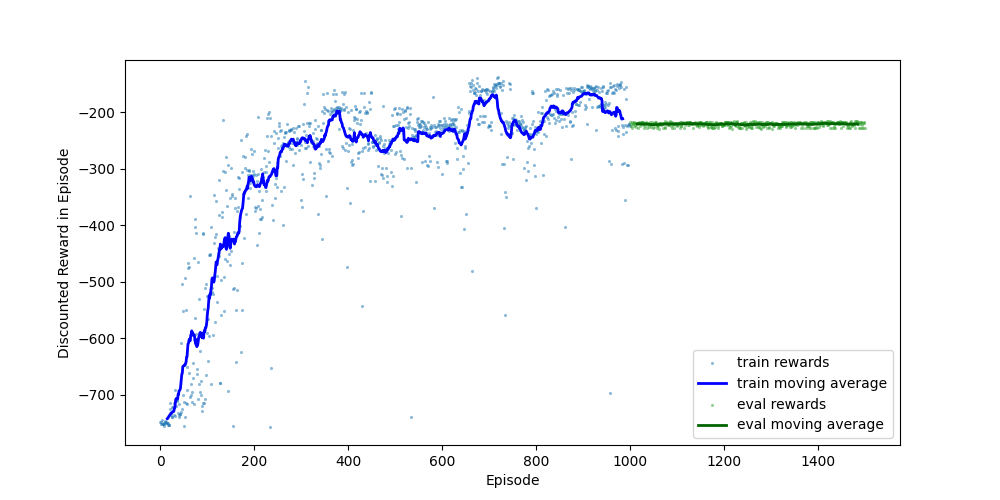 −200
−300
−400
−500
−600
−700
Discounted Reward in Episode
0
200
400
600
800
1000
1200
1400
Episode
train rewards
train moving average
eval rewards
eval moving average